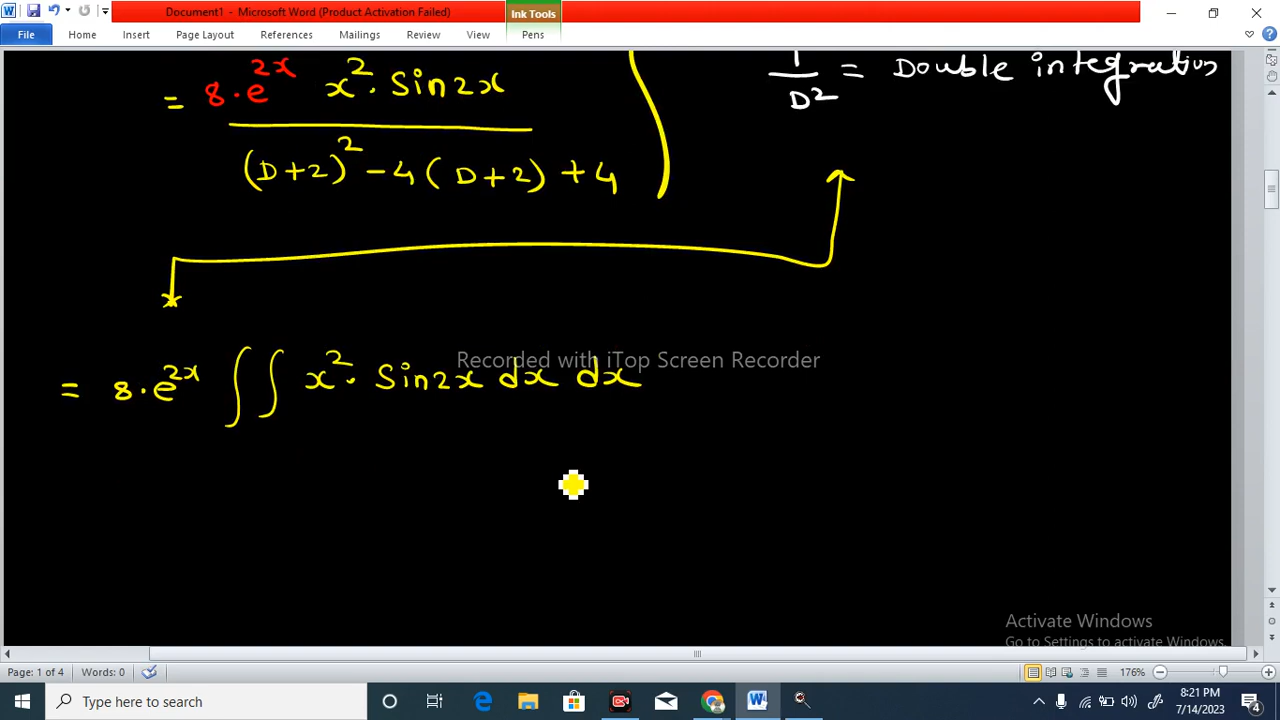 Document1 - Microsoft Word (Product Activation Failed)
Ink Tools
File Home Insert Page Layout References Mailings Review View Pens
= 8·e^{2x} x^2· Sin2x
(D+2)^2 - 4(D+2) + 4
1/D^2 = Double integration
= 8·e^{2x} ∫∫ x^2· Sin2x dx dx
Recorded with iTop Screen Recorder
Activate Windows
Go to Settings to activate Windows.
Page: 1 of 4 Words: 0 176%
Type here to search
8:21 PM
7/14/2023